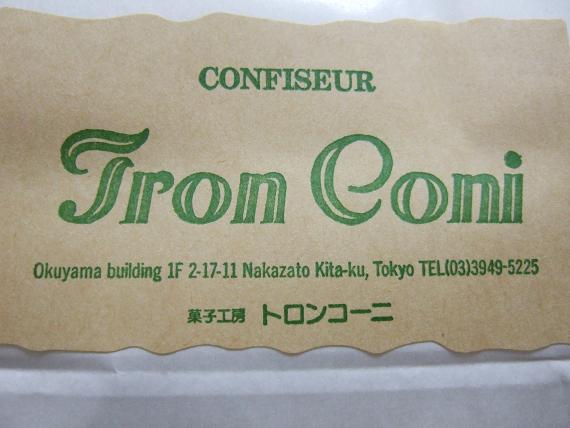 CONFISEUR
Tron Coni
Okuyama building 1F 2-17-11 Nakazato Kita-ku, Tokyo TEL(03)3949-5225
菓子工房 トロンコーニ